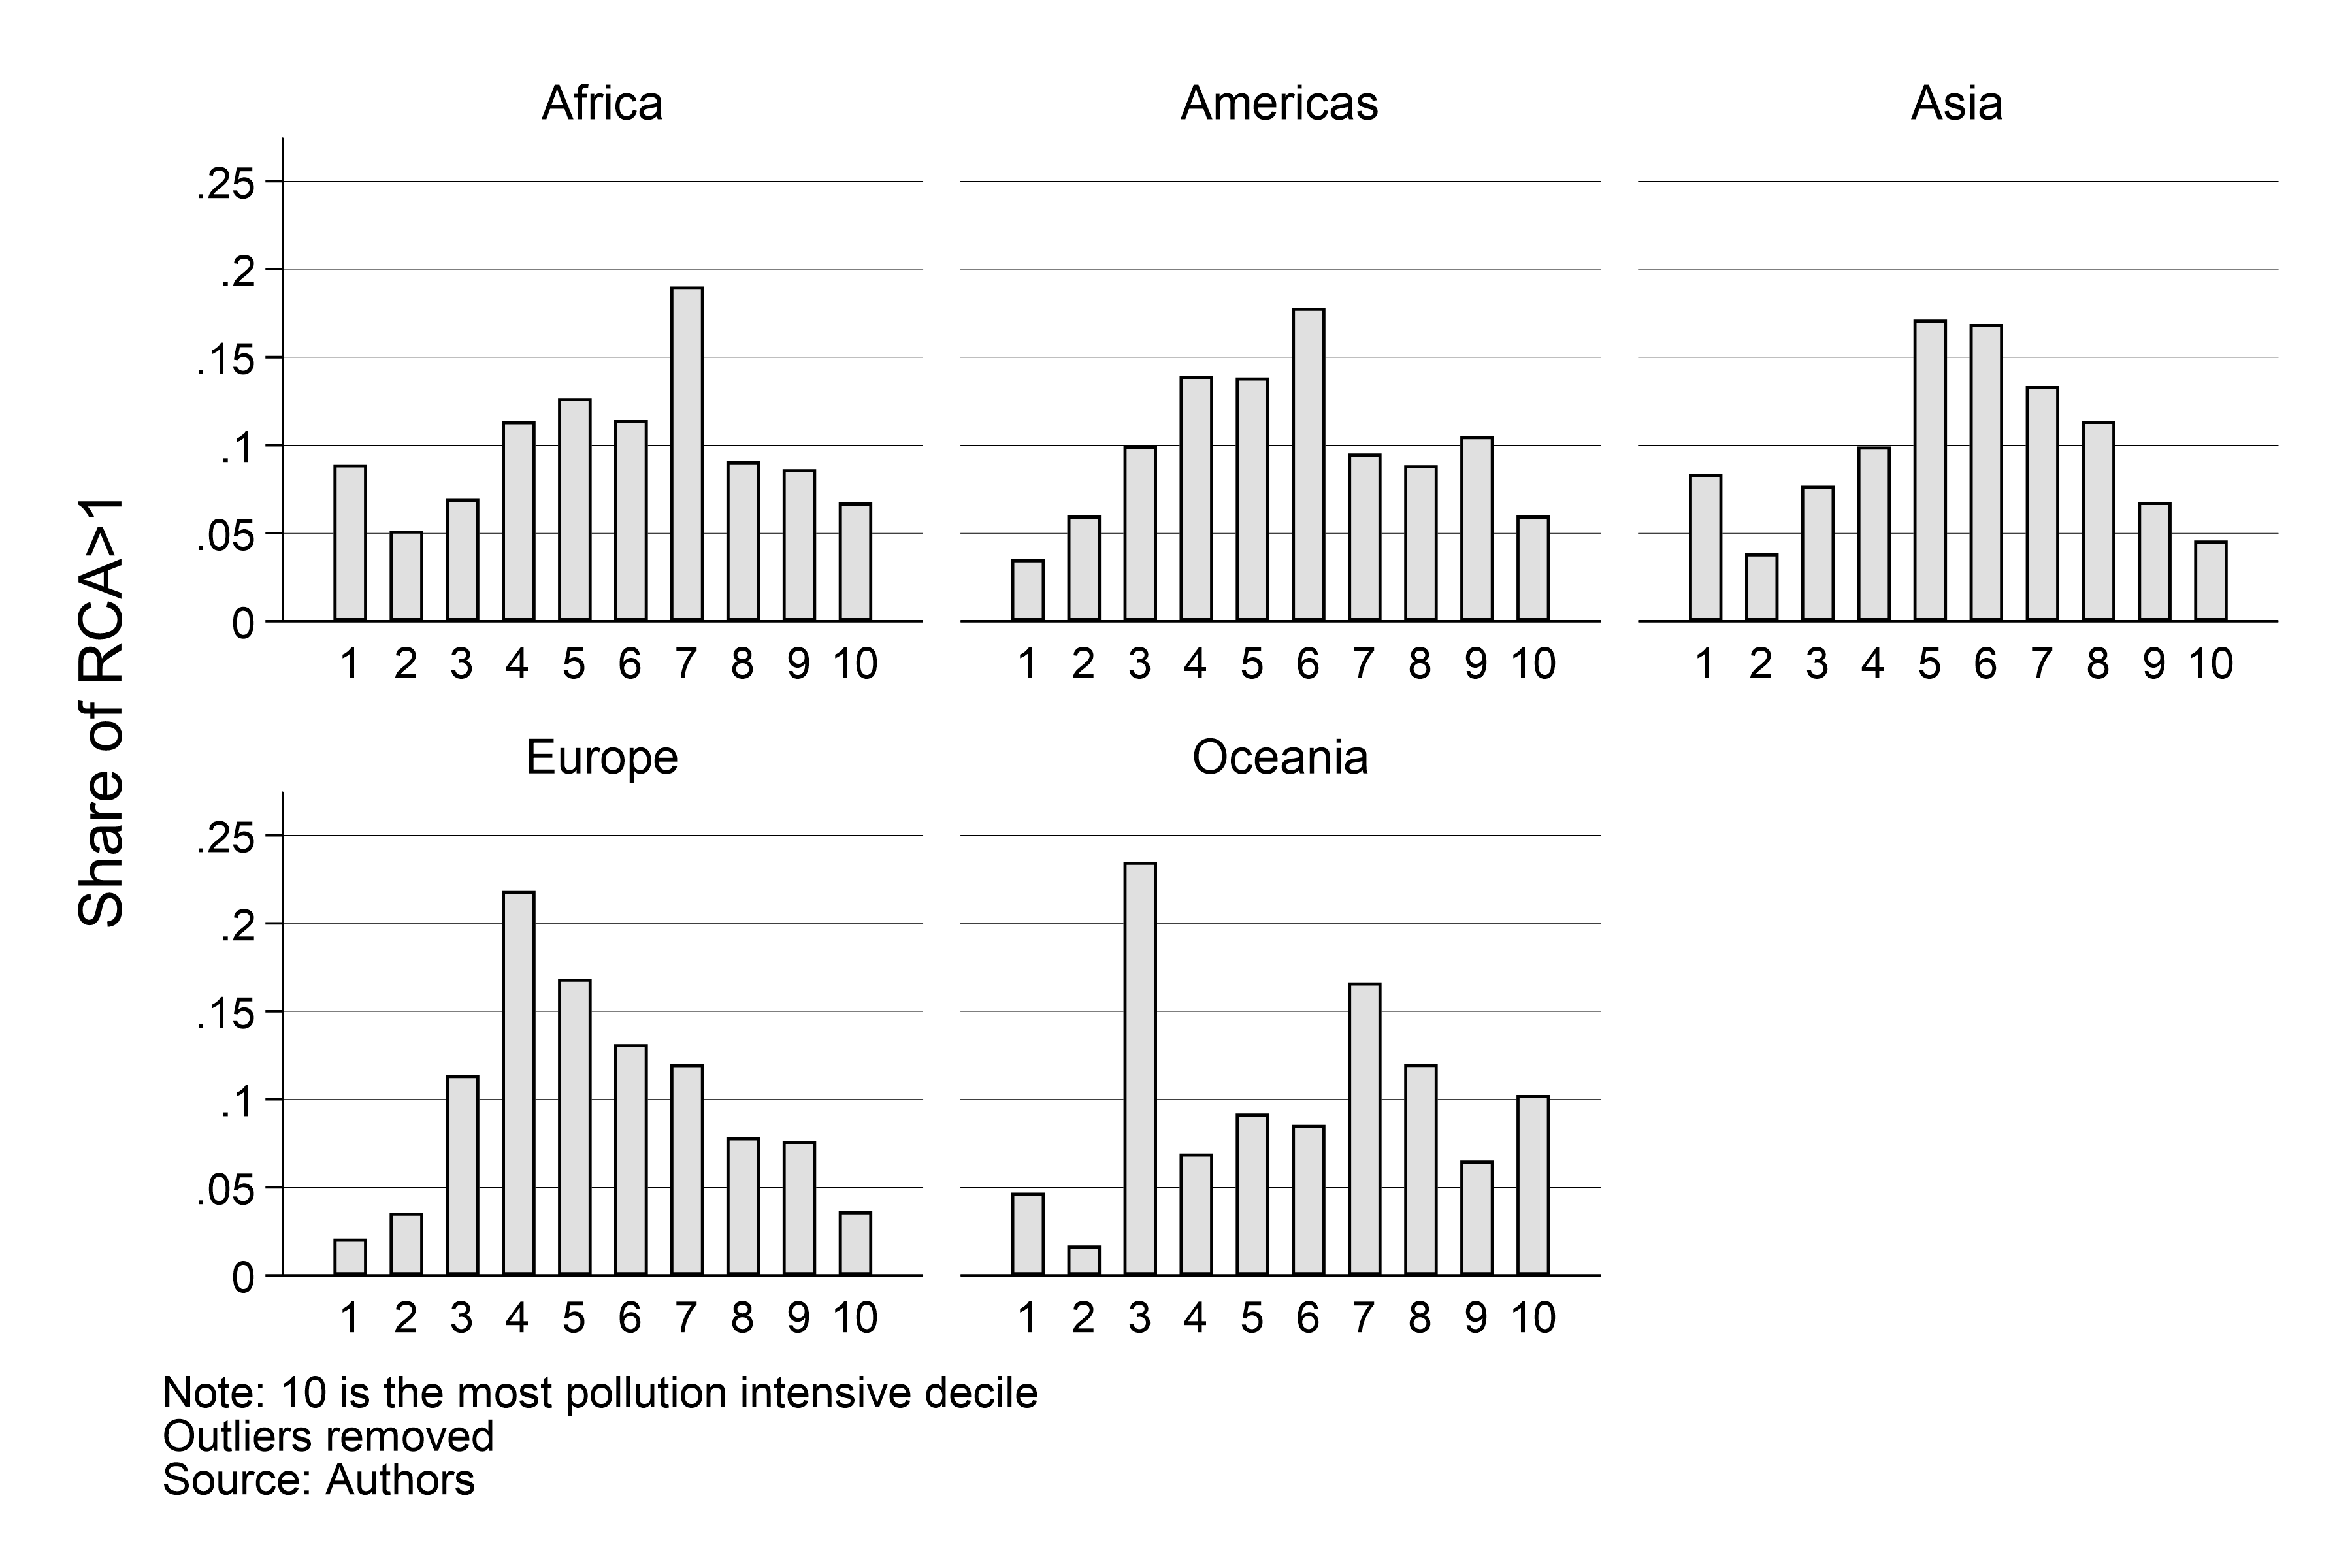 Africa
Americas
Asia
.25
.2
.15
.1
.05
0
1 2 3 4 5 6 7 8 9 10
1 2 3 4 5 6 7 8 9 10
1 2 3 4 5 6 7 8 9 10
Share of RCA>1
Europe
Oceania
.25
.2
.15
.1
.05
0
1 2 3 4 5 6 7 8 9 10
1 2 3 4 5 6 7 8 9 10
Note: 10 is the most pollution intensive decile
Outliers removed
Source: Authors